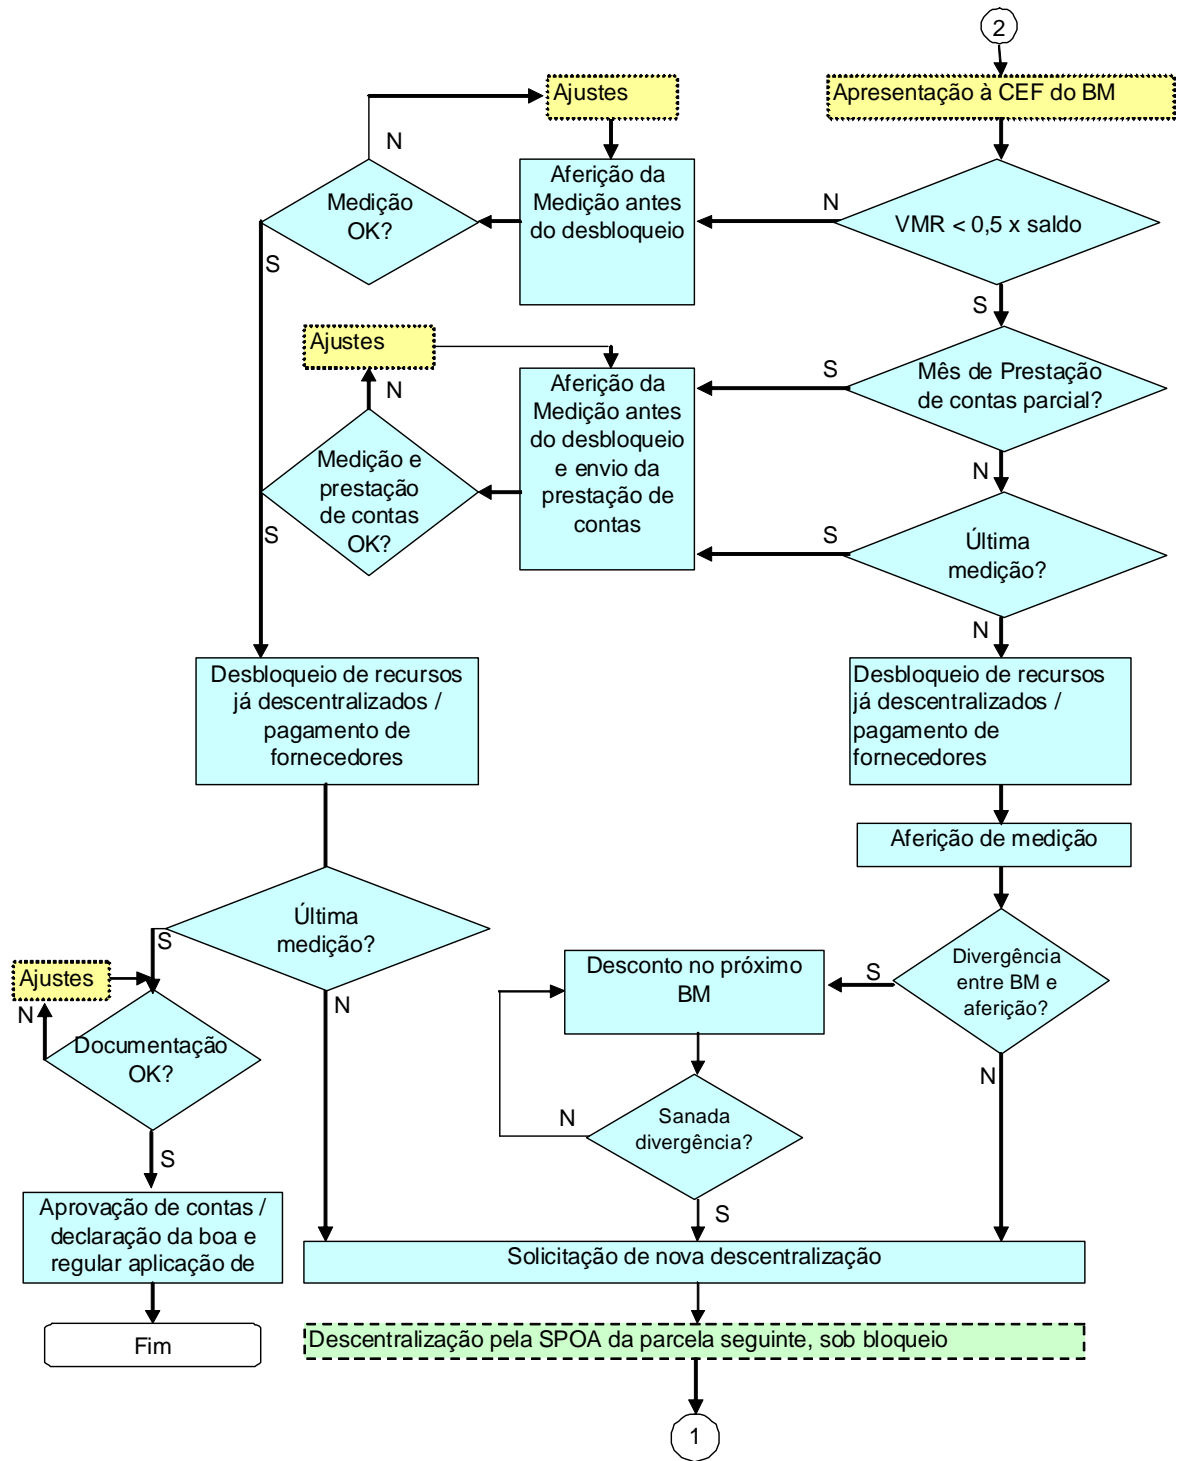 2
Apresentação à CEF do BM
Ajustes
N
Medição
OK?
Aferição da
Medição antes
do desbloqueio
N
VMR < 0,5 x saldo
S
S
Ajustes
N
Aferição da
Medição antes
do desbloqueio
e envio da
prestação de
contas
S
Mês de Prestação
de contas parcial?
Medição e
prestação
de contas
OK?
N
S
S
Última
medição?
N
Desbloqueio de recursos
já descentralizados /
pagamento de
fornecedores
Desbloqueio de recursos
já descentralizados /
pagamento de
fornecedores
Aferição de medição
Última
medição?
S
Ajustes
N
Documentação
OK?
N
Desconto no próximo
BM
S
Divergência
entre BM e
aferição?
N
Sanada
divergência?
N
S
S
Aprovação de contas /
declaração da boa e
regular aplicação de
Solicitação de nova descentralização
Fim
Descentralização pela SPOA da parcela seguinte, sob bloqueio
1